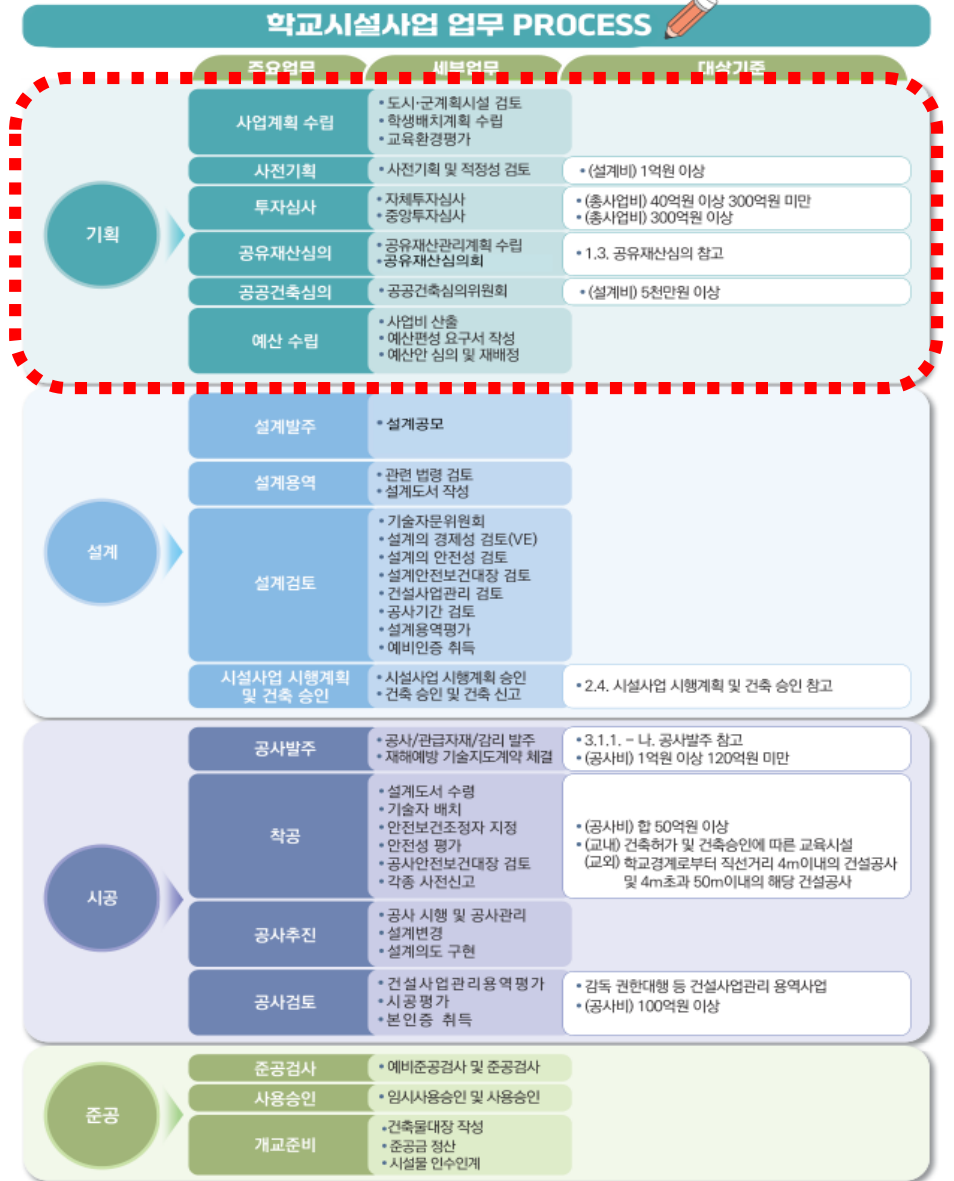 학교시설사업 업무 PROCESS
주요업무
세부업무
대상기준
기획
사업계획 수립
• 도시·군계획시설 검토
• 학생배치계획 수립
• 교육환경평가
사전기획
• 사전기획 및 적정성 검토
• (설계비) 1억원 이상
투자심사
• 자체투자심사
• 중앙투자심사
• (총사업비) 40억원 이상 300억원 미만
• (총사업비) 300억원 이상
공유재산심의
• 공유재산관리계획 수립
•공유재산심의회
• 1.3. 공유재산심의 참고
공공건축심의
• 공공건축심의위원회
• (설계비) 5천만원 이상
예산 수립
• 사업비 산출
• 예산편성 요구서 작성
• 예산안 심의 및 재배정
설계
설계발주
• 설계공모
설계용역
• 관련 법령 검토
• 설계도서 작성
설계검토
• 기술자문위원회
• 설계의 경제성 검토(VE)
• 설계의 안전성 검토
• 설계안전보건대장 검토
• 건설사업관리 검토
• 공사기간 검토
• 설계용역평가
• 예비인증 취득
시설사업 시행계획
및 건축 승인
• 시설사업 시행계획 승인
• 건축 승인 및 건축 신고
• 2.4. 시설사업 시행계획 및 건축 승인 참고
시공
공사발주
• 공사/관급자재/감리 발주
• 재해예방 기술지도계약 체결
• 3.1.1. – 나. 공사발주 참고
• (공사비) 1억원 이상 120억원 미만
착공
• 설계도서 수령
• 기술자 배치
• 안전보건조정자 지정
• 안전성 평가
• 공사안전보건대장 검토
• 각종 사전신고
• (공사비) 합 50억원 이상
• (교내) 건축허가 및 건축승인에 따른 교육시설
(교외) 학교경계로부터 직선거리 4m이내의 건설공사
및 4m초과 50m이내의 해당 건설공사
공사추진
• 공사 시행 및 공사관리
• 설계변경
• 설계의도 구현
공사검토
• 건설사업관리용역평가
• 시공평가
• 본인증 취득
• 감독 권한대행 등 건설사업관리 용역사업
• (공사비) 100억원 이상
준공
준공검사
• 예비준공검사 및 준공검사
사용승인
• 임시사용승인 및 사용승인
개교준비
•건축물대장 작성
• 준공금 정산
• 시설물 인수인계